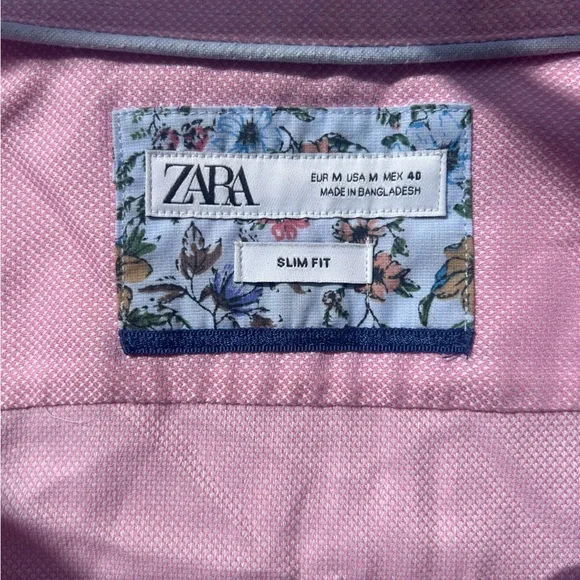 ZARA
EUR M USA M MEX 40
MADE IN BANGLADESH
SLIM FIT